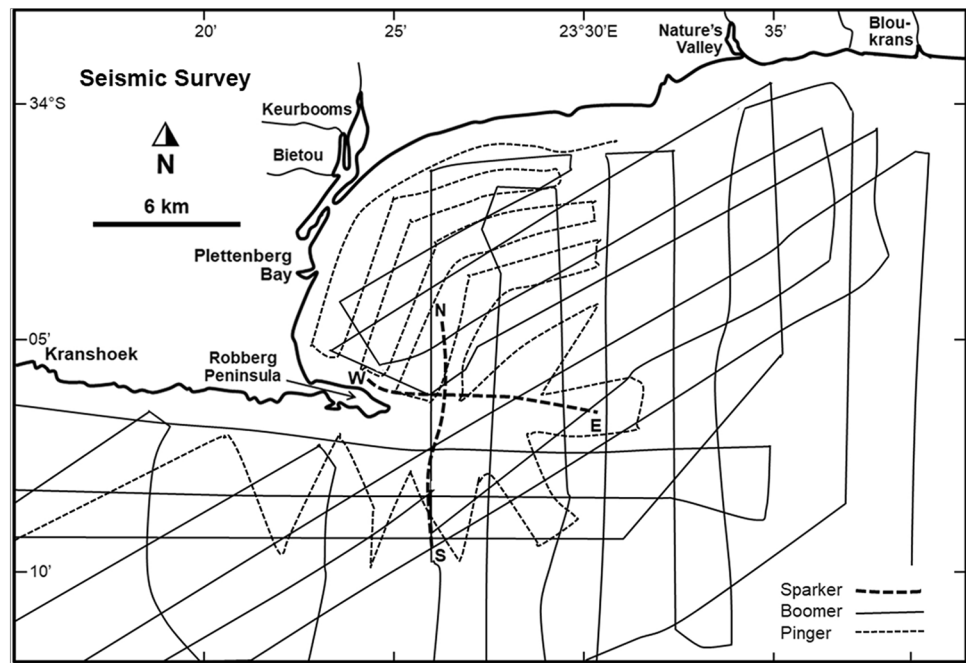 20'
25'
23°30'E
35'
Nature's
Valley
Blou-
krans
Seismic Survey
34°S
Keurbooms
N
Bietou
6 km
Plettenberg
Bay
N
05'
Kranshoek
Robberg
Peninsula
W
E
S
10'
Sparker
Boomer
Pinger